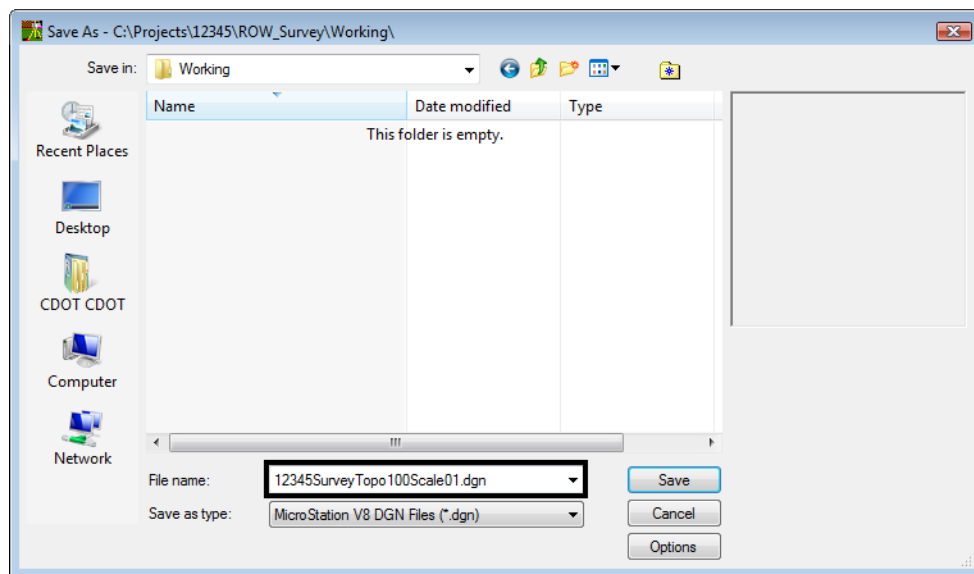 Save As - C:\Projects\12345\ROW_Survey\Working\
Save in: Working
Name Date modified Type
This folder is empty.
Recent Places
Desktop
CDOT CDOT
Computer
Network
File name: 12345SurveyTopo100Scale01.dgn Save
Save as type: MicroStation V8 DGN Files (*.dgn) Cancel
Options